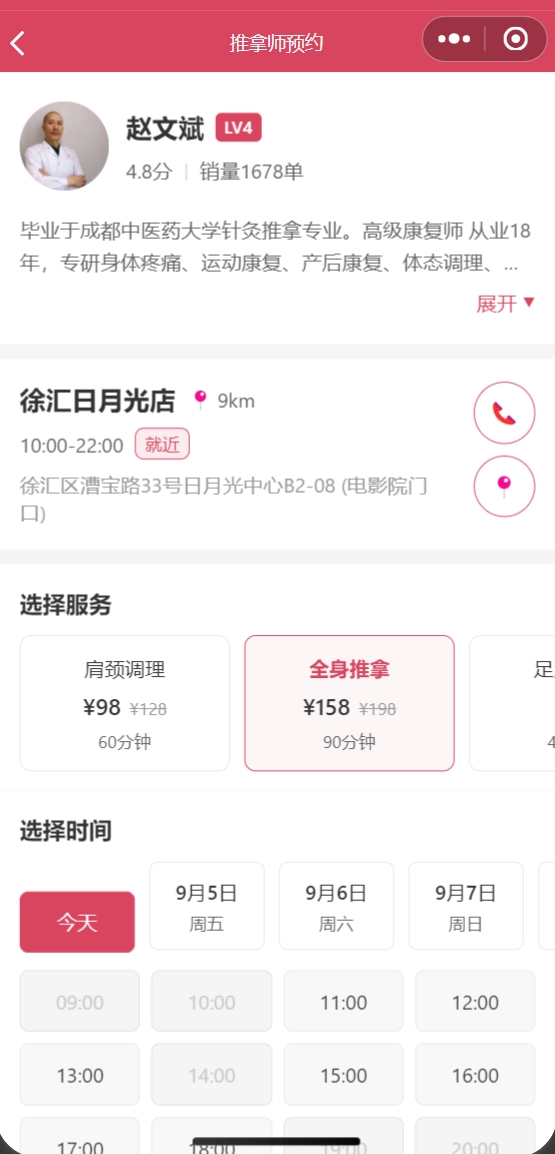 推拿师预约
赵文斌 LV4
4.8分 销量1678单
毕业于成都中医药大学针灸推拿专业。高级康复师 从业18
年，专研身体疼痛、运动康复、产后康复、体态调理、...
展开 ▼
徐汇日月光店 9km
10:00-22:00 就近
徐汇区漕宝路33号日月光中心B2-08 (电影院门
口)
选择服务
肩颈调理 全身推拿 足
¥98 ¥128 ¥158 ¥198
60分钟 90分钟 4
选择时间
今天 9月5日 9月6日 9月7日
周五 周六 周日
09:00 10:00 11:00 12:00
13:00 14:00 15:00 16:00
17:00 18:00 19:00 20:00